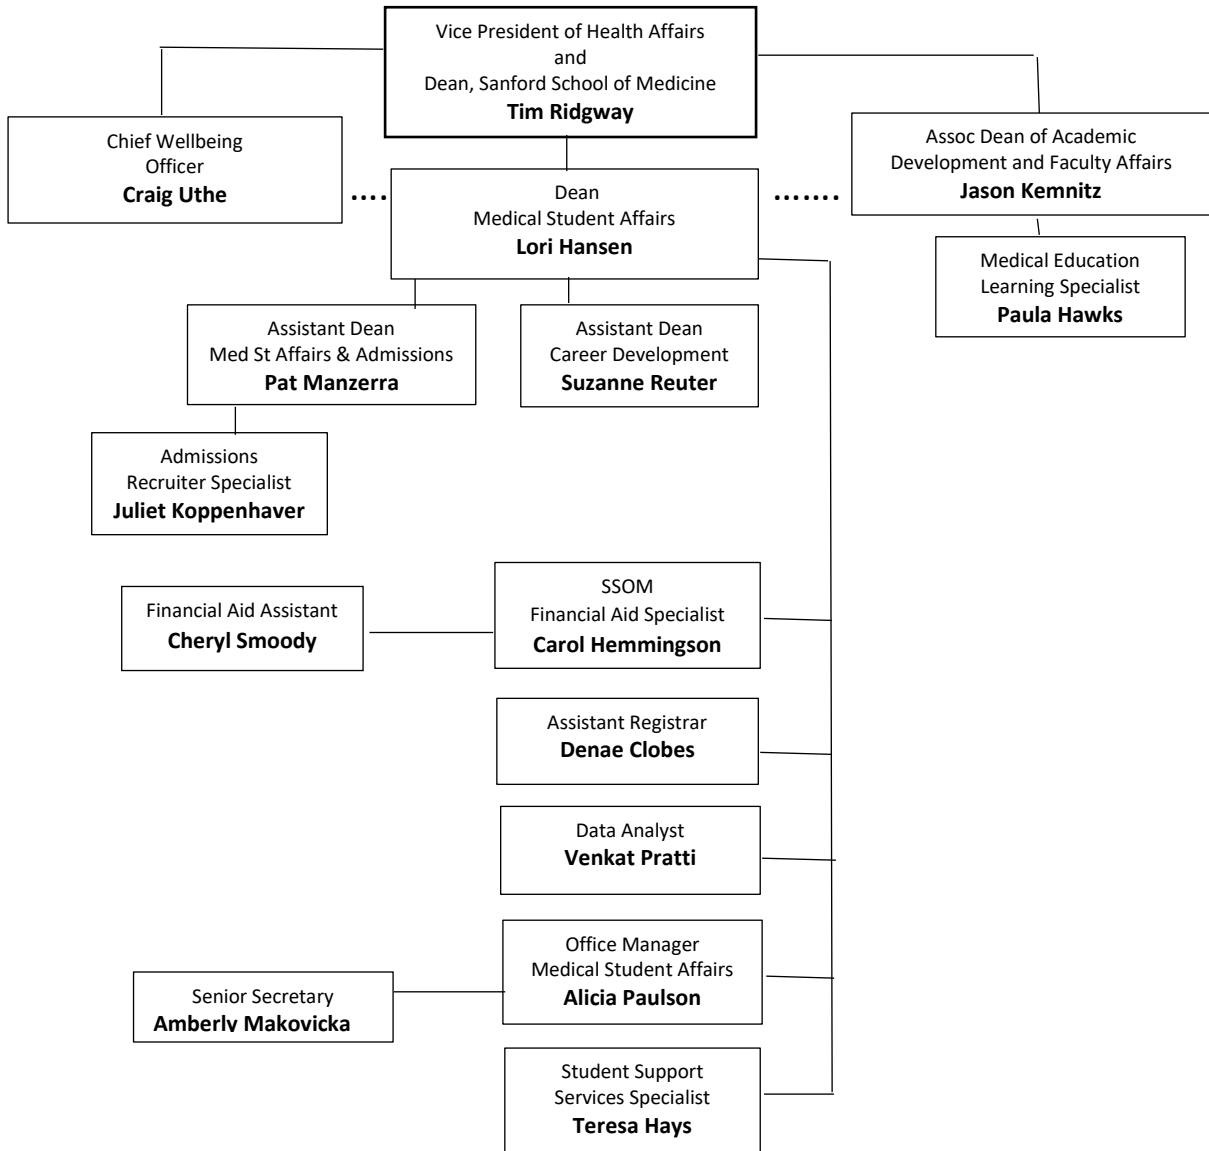 Vice President of Health Affairs
and
Dean, Sanford School of Medicine
Tim Ridgway
Chief Wellbeing
Officer
Craig Uthe
....
Dean
Medical Student Affairs
Lori Hansen
.......
Assoc Dean of Academic
Development and Faculty Affairs
Jason Kemnitz
Medical Education
Learning Specialist
Paula Hawks
Assistant Dean
Med St Affairs & Admissions
Pat Manzerra
Assistant Dean
Career Development
Suzanne Reuter
Admissions
Recruiter Specialist
Juliet Koppenhaver
Financial Aid Assistant
Cheryl Smoody
SSOM
Financial Aid Specialist
Carol Hemmingson
Assistant Registrar
Denae Clobes
Data Analyst
Venkat Pratti
Office Manager
Medical Student Affairs
Alicia Paulson
Senior Secretary
Amberly Makovicka
Student Support
Services Specialist
Teresa Hays